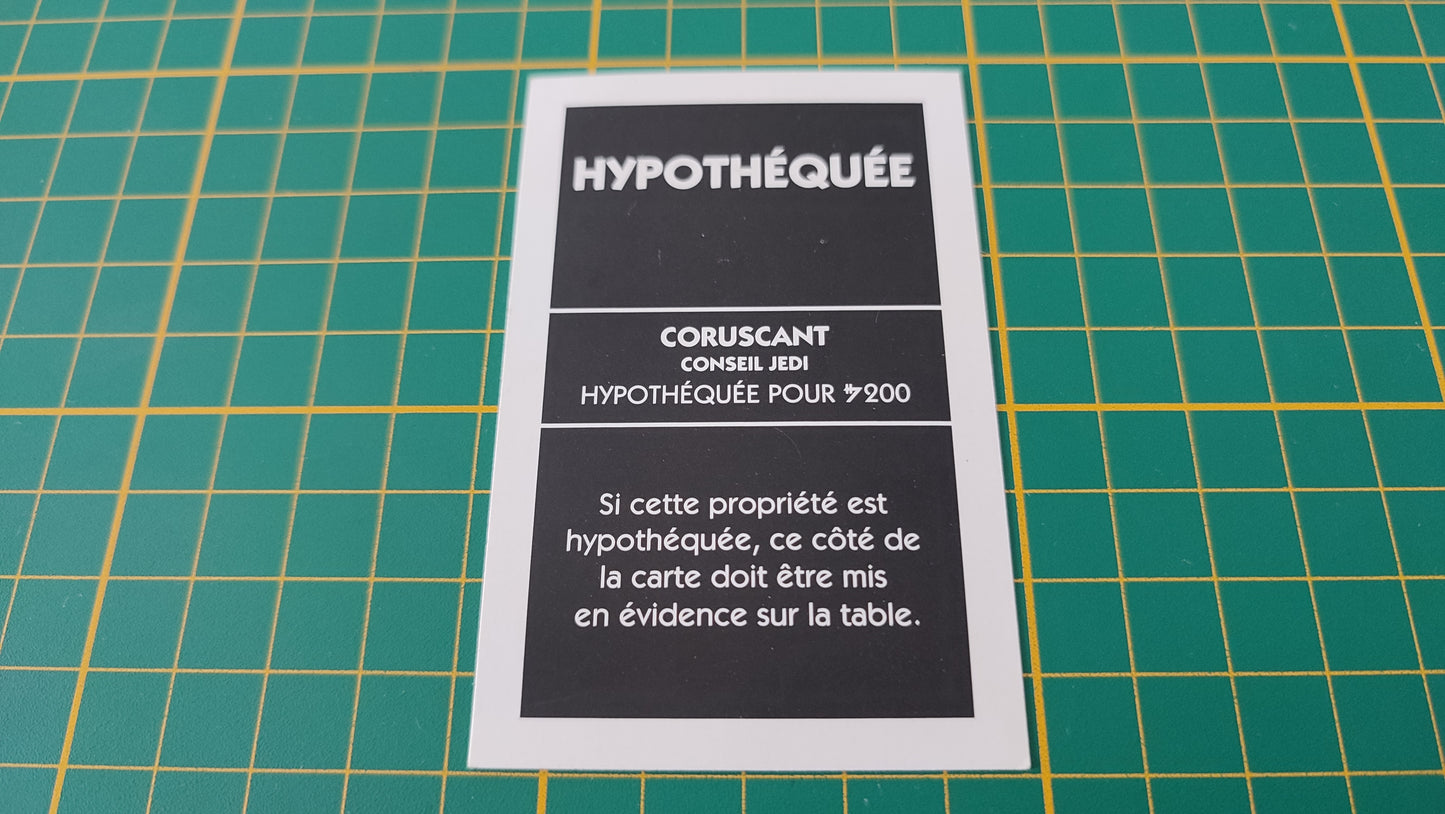 HYPOTHÉQUÉE
CORUSCANT
CONSEIL JEDI
HYPOTHÉQUÉE POUR 200
Si cette propriété est
hypothéquée, ce côté de
la carte doit être mis
en évidence sur la table.